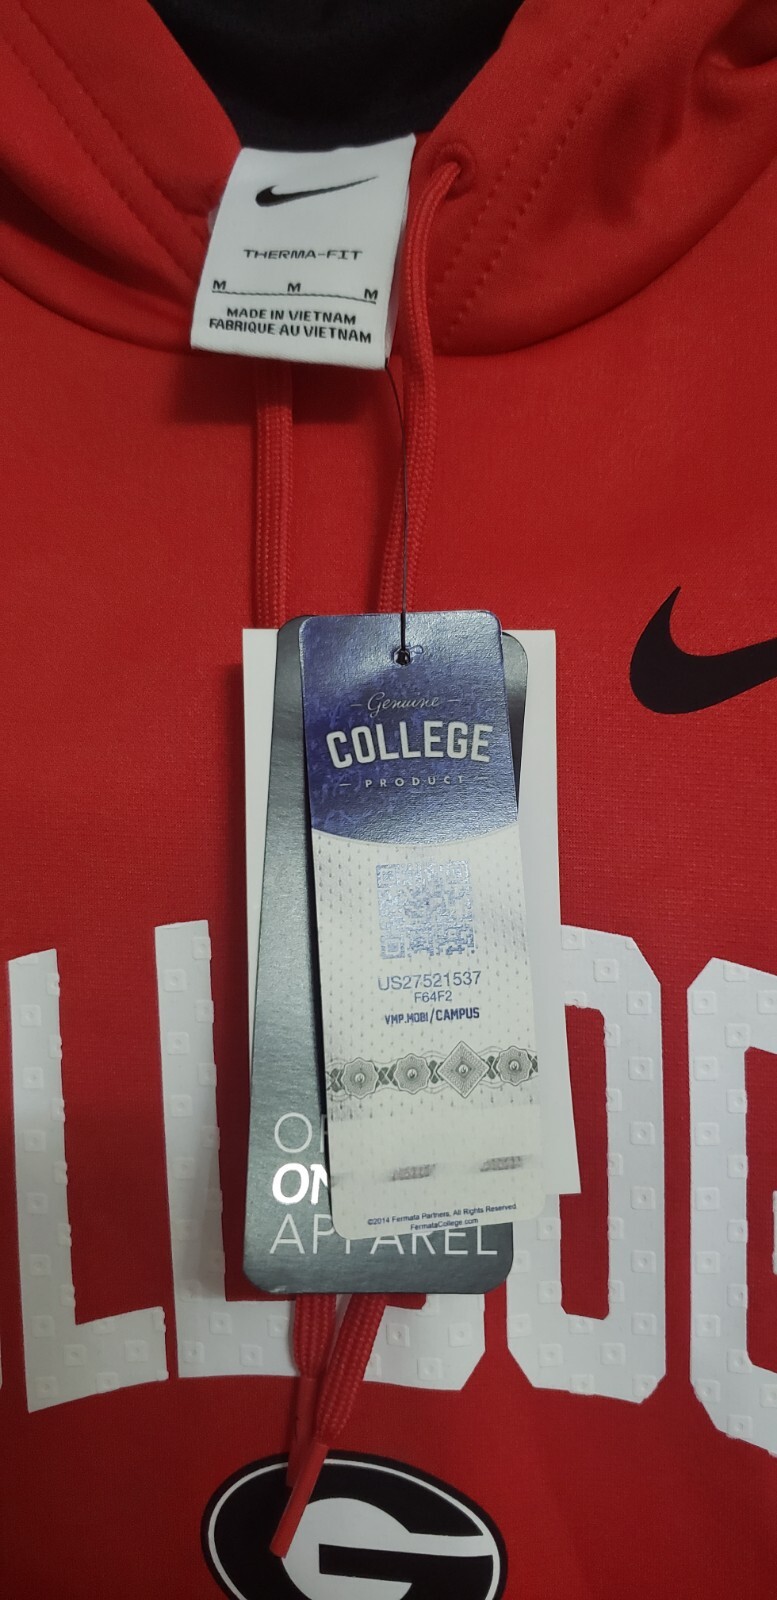 THERMA-FIT
M M M
MADE IN VIETNAM
FABRIQUE AU VIETNAM
Genuine
COLLEGE
PRODUCT
US27521537
F64F2
VMP.MOBI/CAMPUS
©2014 Fermata Partners, All Rights Reserved.
FermataCollege.com
APPAREL
G